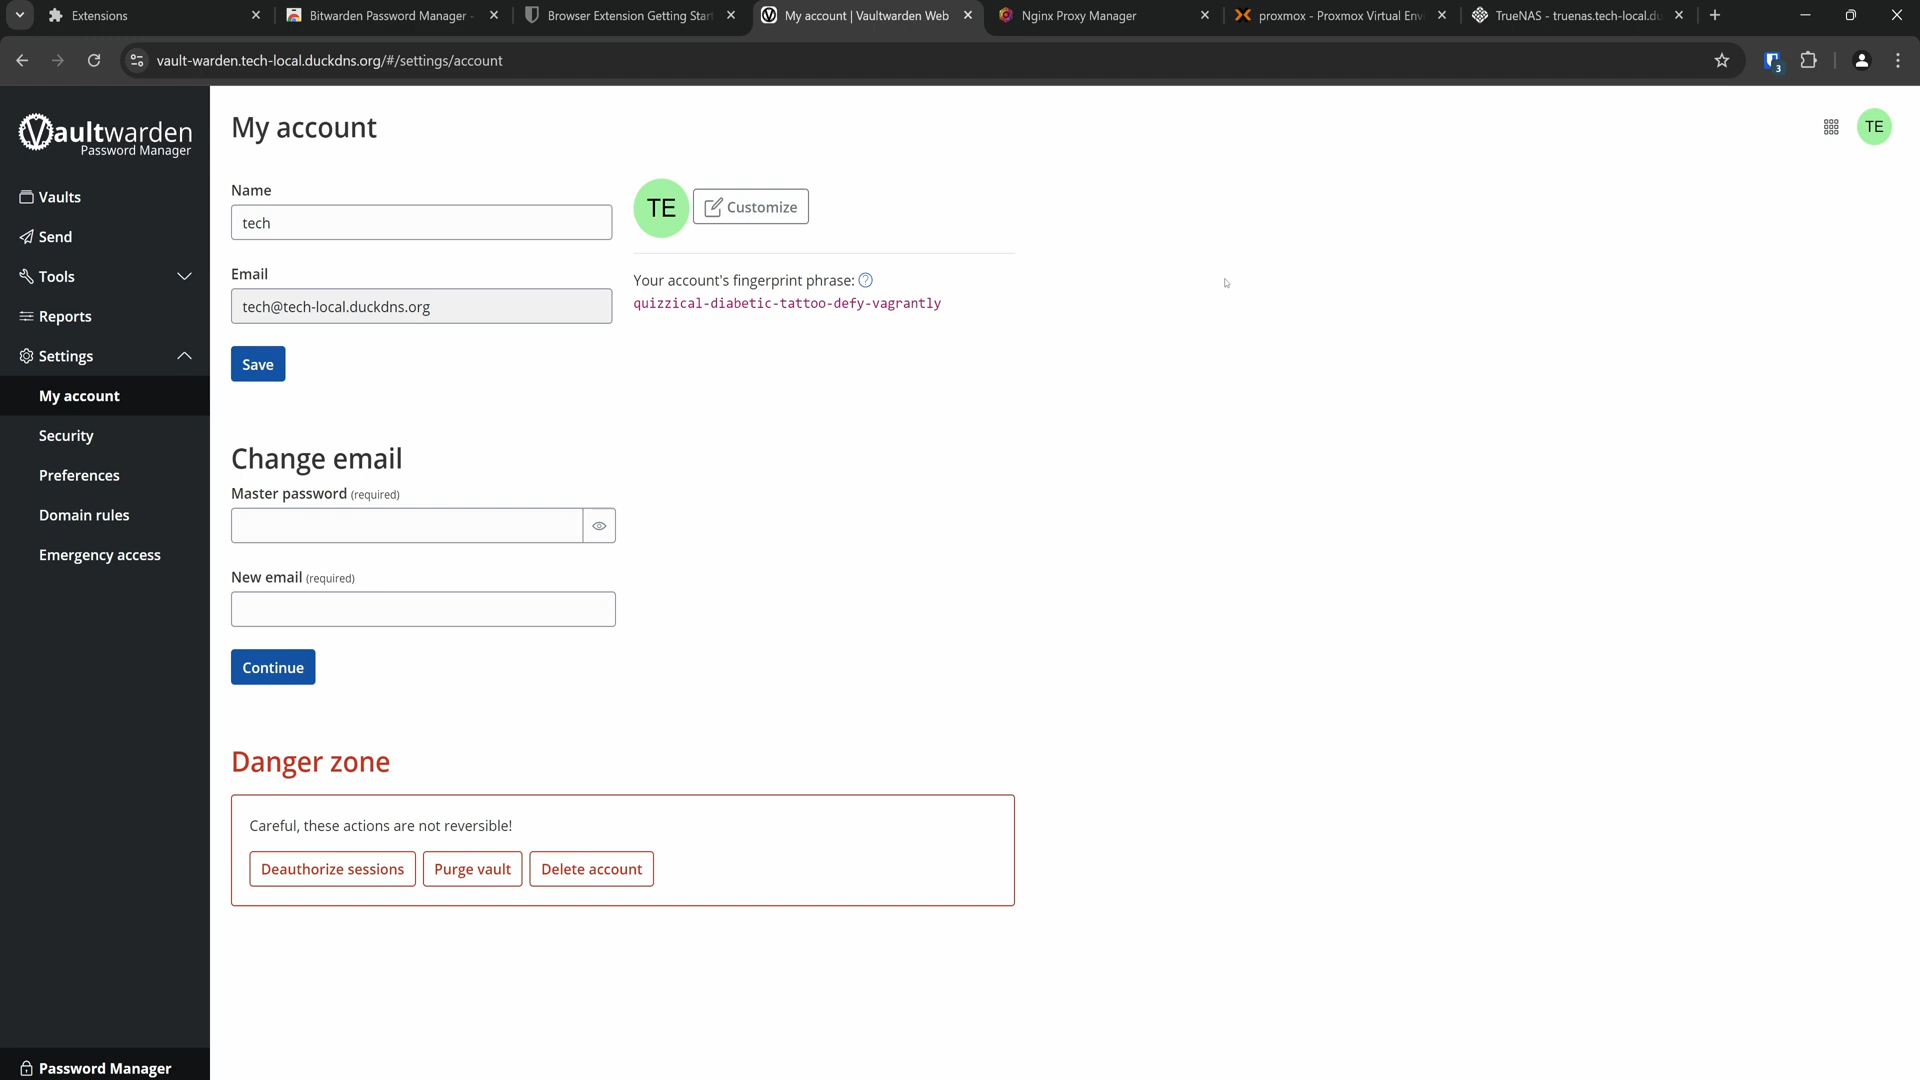 Extensions
Bitwarden Password Manager -
Browser Extension Getting Start
My account | Vaultwarden Web
Nginx Proxy Manager
proxmox - Proxmox Virtual Envi
TrueNAS - truenas.tech-local.du
vault-warden.tech-local.duckdns.org/#/settings/account
3
Vaultwarden
Password Manager
Vaults
Send
Tools
Reports
Settings
My account
Security
Preferences
Domain rules
Emergency access
Password Manager
My account
TE
Name
tech
TE
Customize
Email
tech@tech-local.duckdns.org
Your account's fingerprint phrase:
quizzical-diabetic-tattoo-defy-vagrantly
Save
Change email
Master password (required)
New email (required)
Continue
Danger zone
Careful, these actions are not reversible!
Deauthorize sessions
Purge vault
Delete account